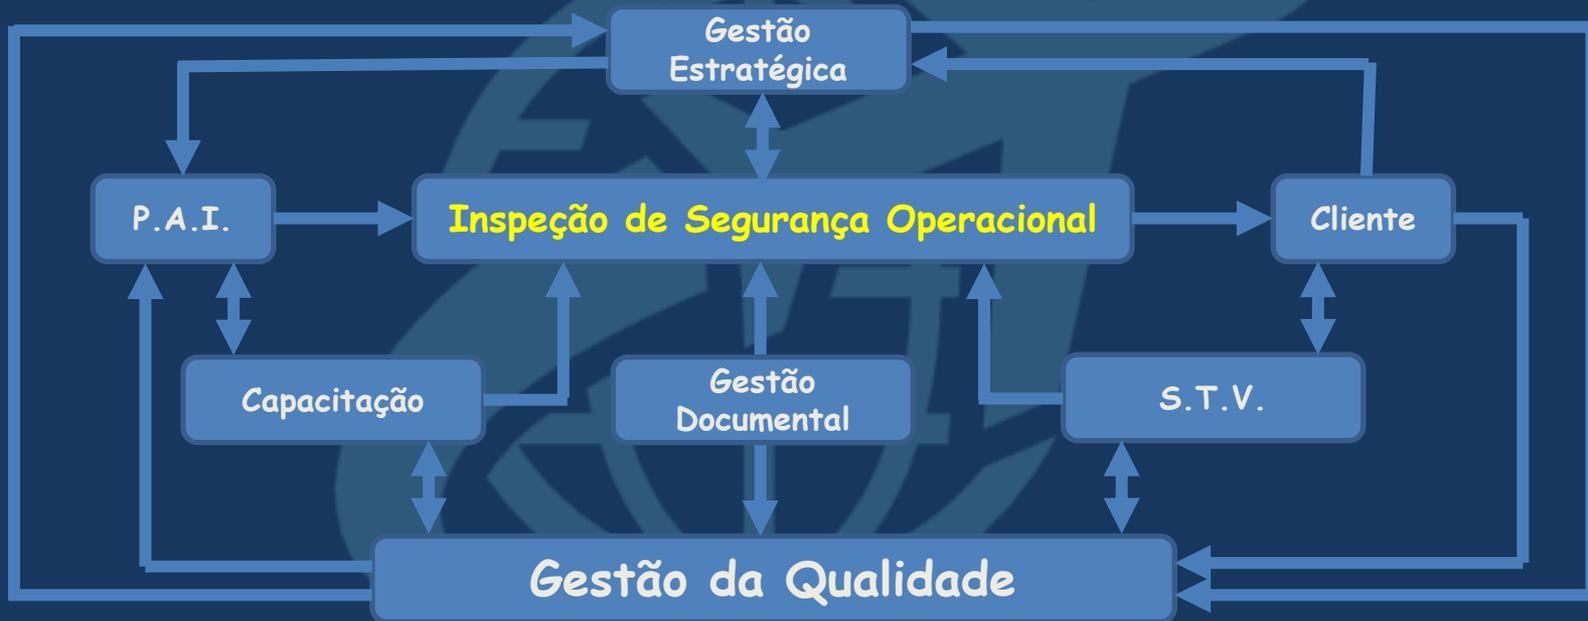 Gestão
Estratégica
P.A.I.
Inspeção de Segurança Operacional
Cliente
Capacitação
Gestão
Documental
S.T.V.
Gestão da Qualidade